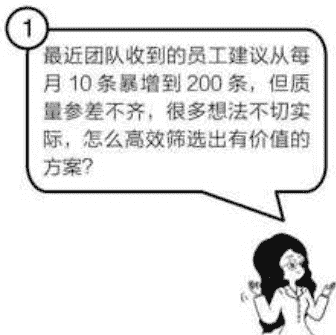 1
最近团队收到的员工建议从每
月 10 条暴增到 200 条，但质
量参差不齐，很多想法不切实
际，怎么高效筛选出有价值的
方案？